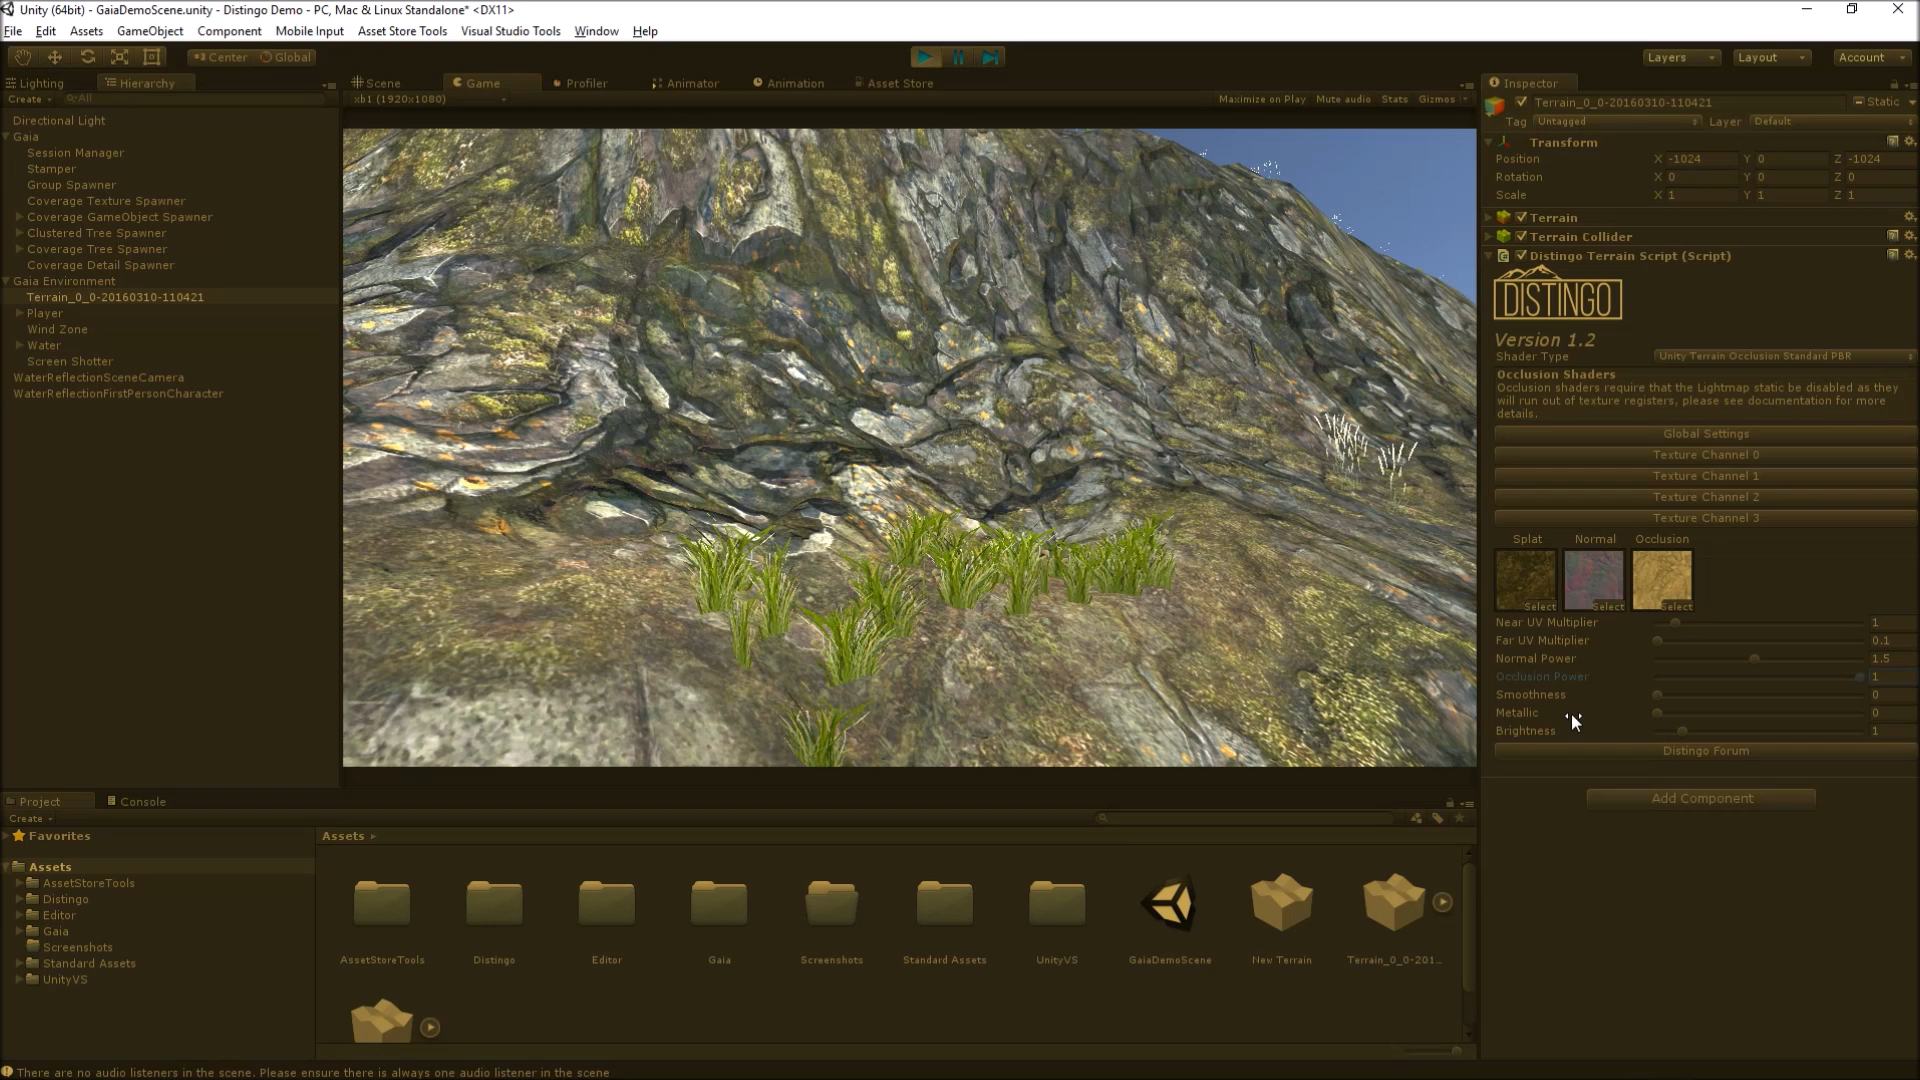 Unity (64bit) - GaiaDemoScene.unity - Distingo Demo - PC, Mac & Linux Standalone* <DX11>
File Edit Assets GameObject Component Mobile Input Asset Store Tools Visual Studio Tools Window Help
Center Global Layers Layout Account
Lighting Hierarchy
Create All
Directional Light
Gaia
Session Manager
Stamper
Group Spawner
Coverage Texture Spawner
Coverage GameObject Spawner
Clustered Tree Spawner
Coverage Tree Spawner
Coverage Detail Spawner
Gaia Environment
Terrain_0_0-20160310-110421
Player
Wind Zone
Water
Screen Shotter
WaterReflectionSceneCamera
WaterReflectionFirstPersonCharacter
Scene Game Profiler Animator Animation Asset Store
xb1 (1920x1080) Maximize on Play Mute audio Stats Gizmos
Inspector
Terrain_0_0-20160310-110421 Static
Tag Untagged Layer Default
Transform
Position X -1024 Y 0 Z -1024
Rotation X 0 Y 0 Z 0
Scale X 1 Y 1 Z 1
Terrain
Terrain Collider
Distingo Terrain Script (Script)
DISTINGO
Version 1.2
Shader Type Unity Terrain Occlusion Standard PBR
Occlusion Shaders
Occlusion shaders require that the Lightmap static be disabled as they
will run out of texture registers, please see documentation for more
details.
Global Settings
Texture Channel 0
Texture Channel 1
Texture Channel 2
Texture Channel 3
Splat Normal Occlusion
Select Select Select
Near UV Multiplier 1
Far UV Multiplier 0.1
Normal Power 1.5
Occlusion Power 1
Smoothness 0
Metallic 0
Brightness 1
Distingo Forum
Add Component
Project Console
Create
Favorites
Assets
AssetStoreTools
Distingo
Editor
Gaia
Screenshots
Standard Assets
UnityVS
Assets
AssetStoreTools Distingo Editor Gaia Screenshots Standard Assets UnityVS GaiaDemoScene New Terrain Terrain_0_0-201...
There are no audio listeners in the scene. Please ensure there is always one audio listener in the scene